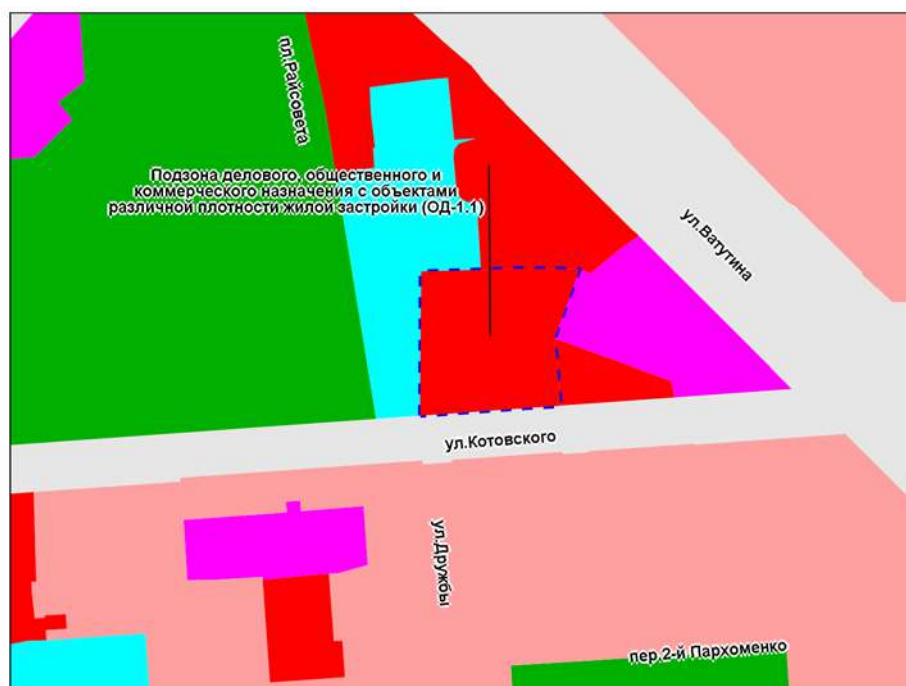 пл.Райсовета
Подзона делового, общественного и
коммерческого назначения с объектами
различной плотности жилой застройки (ОД-1.1)
ул.Ватутина
ул.Котовского
ул.Дружбы
пер.2-й Пархоменко